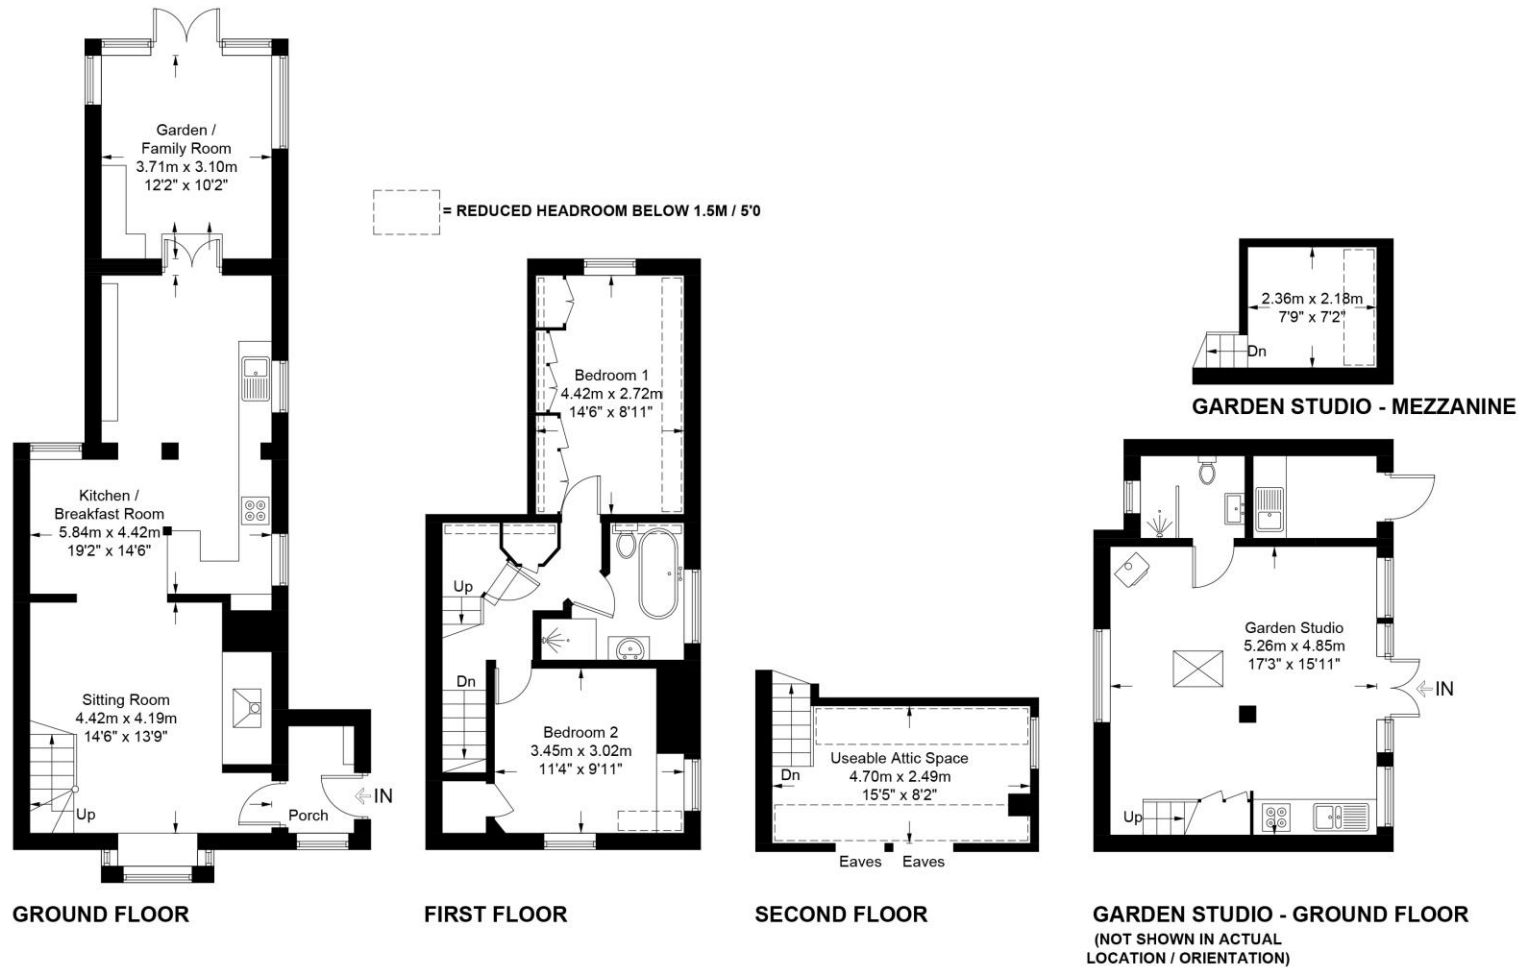 Garden /
Family Room
3.71m x 3.10m
12'2" x 10'2"
= REDUCED HEADROOM BELOW 1.5M / 5'0
Kitchen /
Breakfast Room
5.84m x 4.42m
19'2" x 14'6"
Sitting Room
4.42m x 4.19m
14'6" x 13'9"
Up
Porch
IN
GROUND FLOOR
Bedroom 1
4.42m x 2.72m
14'6" x 8'11"
Up
Dn
Bedroom 2
3.45m x 3.02m
11'4" x 9'11"
FIRST FLOOR
Useable Attic Space
4.70m x 2.49m
15'5" x 8'2"
Dn
Eaves
Eaves
SECOND FLOOR
2.36m x 2.18m
7'9" x 7'2"
Dn
GARDEN STUDIO - MEZZANINE
Garden Studio
5.26m x 4.85m
17'3" x 15'11"
IN
Up
GARDEN STUDIO - GROUND FLOOR
(NOT SHOWN IN ACTUAL
LOCATION / ORIENTATION)